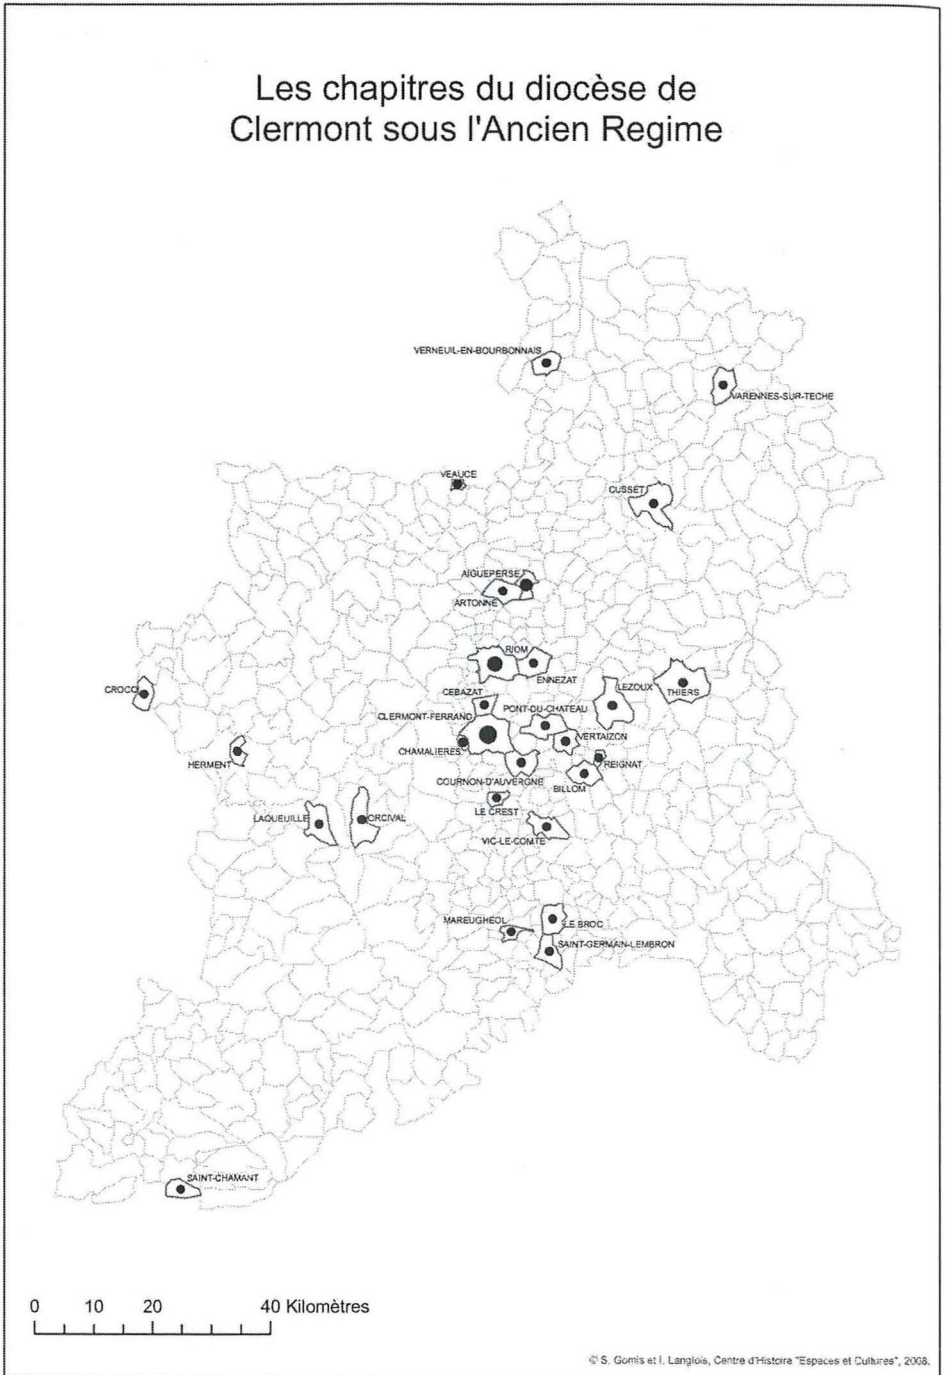 Les chapitres du diocèse de
Clermont sous l'Ancien Regime
VERNEUIL-EN-BOURBONNAIS
VARENNES-SUR-TECHE
VEAUCE
CUSSET
AIGUEPERSE
ARTONNE
RIOM
ENNEZAT
CROCQ
CEBAZAT
LEZOUX
THIERS
PONT-DU-CHATEAU
CLERMONT-FERRAND
VERTAIZON
CHAMALIERES
HERMENT
REIGNAT
COURNON-D'AUVERGNE
BILLOM
LE CREST
LAQUEUILLE
ORCIVAL
VIC-LE-COMTE
MAREUGHEOL
LE BROC
SAINT-GERMAIN-LEMBRON
SAINT-CHAMANT
0 10 20 40 Kilomètres
© S. Gomis et I. Langlois, Centre d'Histoire "Espaces et Cultures", 2008.